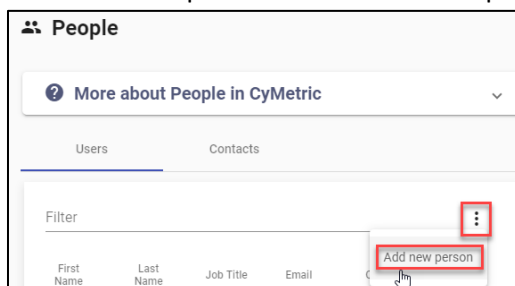 People
More about People in CyMetric
Users Contacts
Filter
Add new person
First Name Last Name Job Title Email